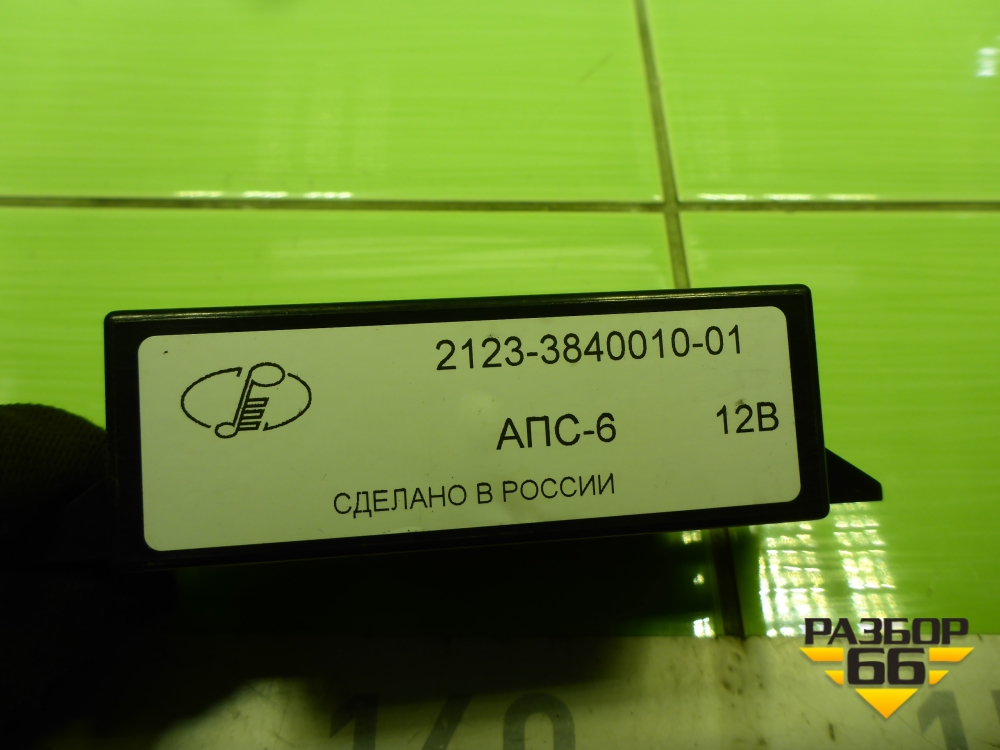 2123-3840010-01
АПС-6 12В
СДЕЛАНО В РОССИИ
РАЗБОР
66